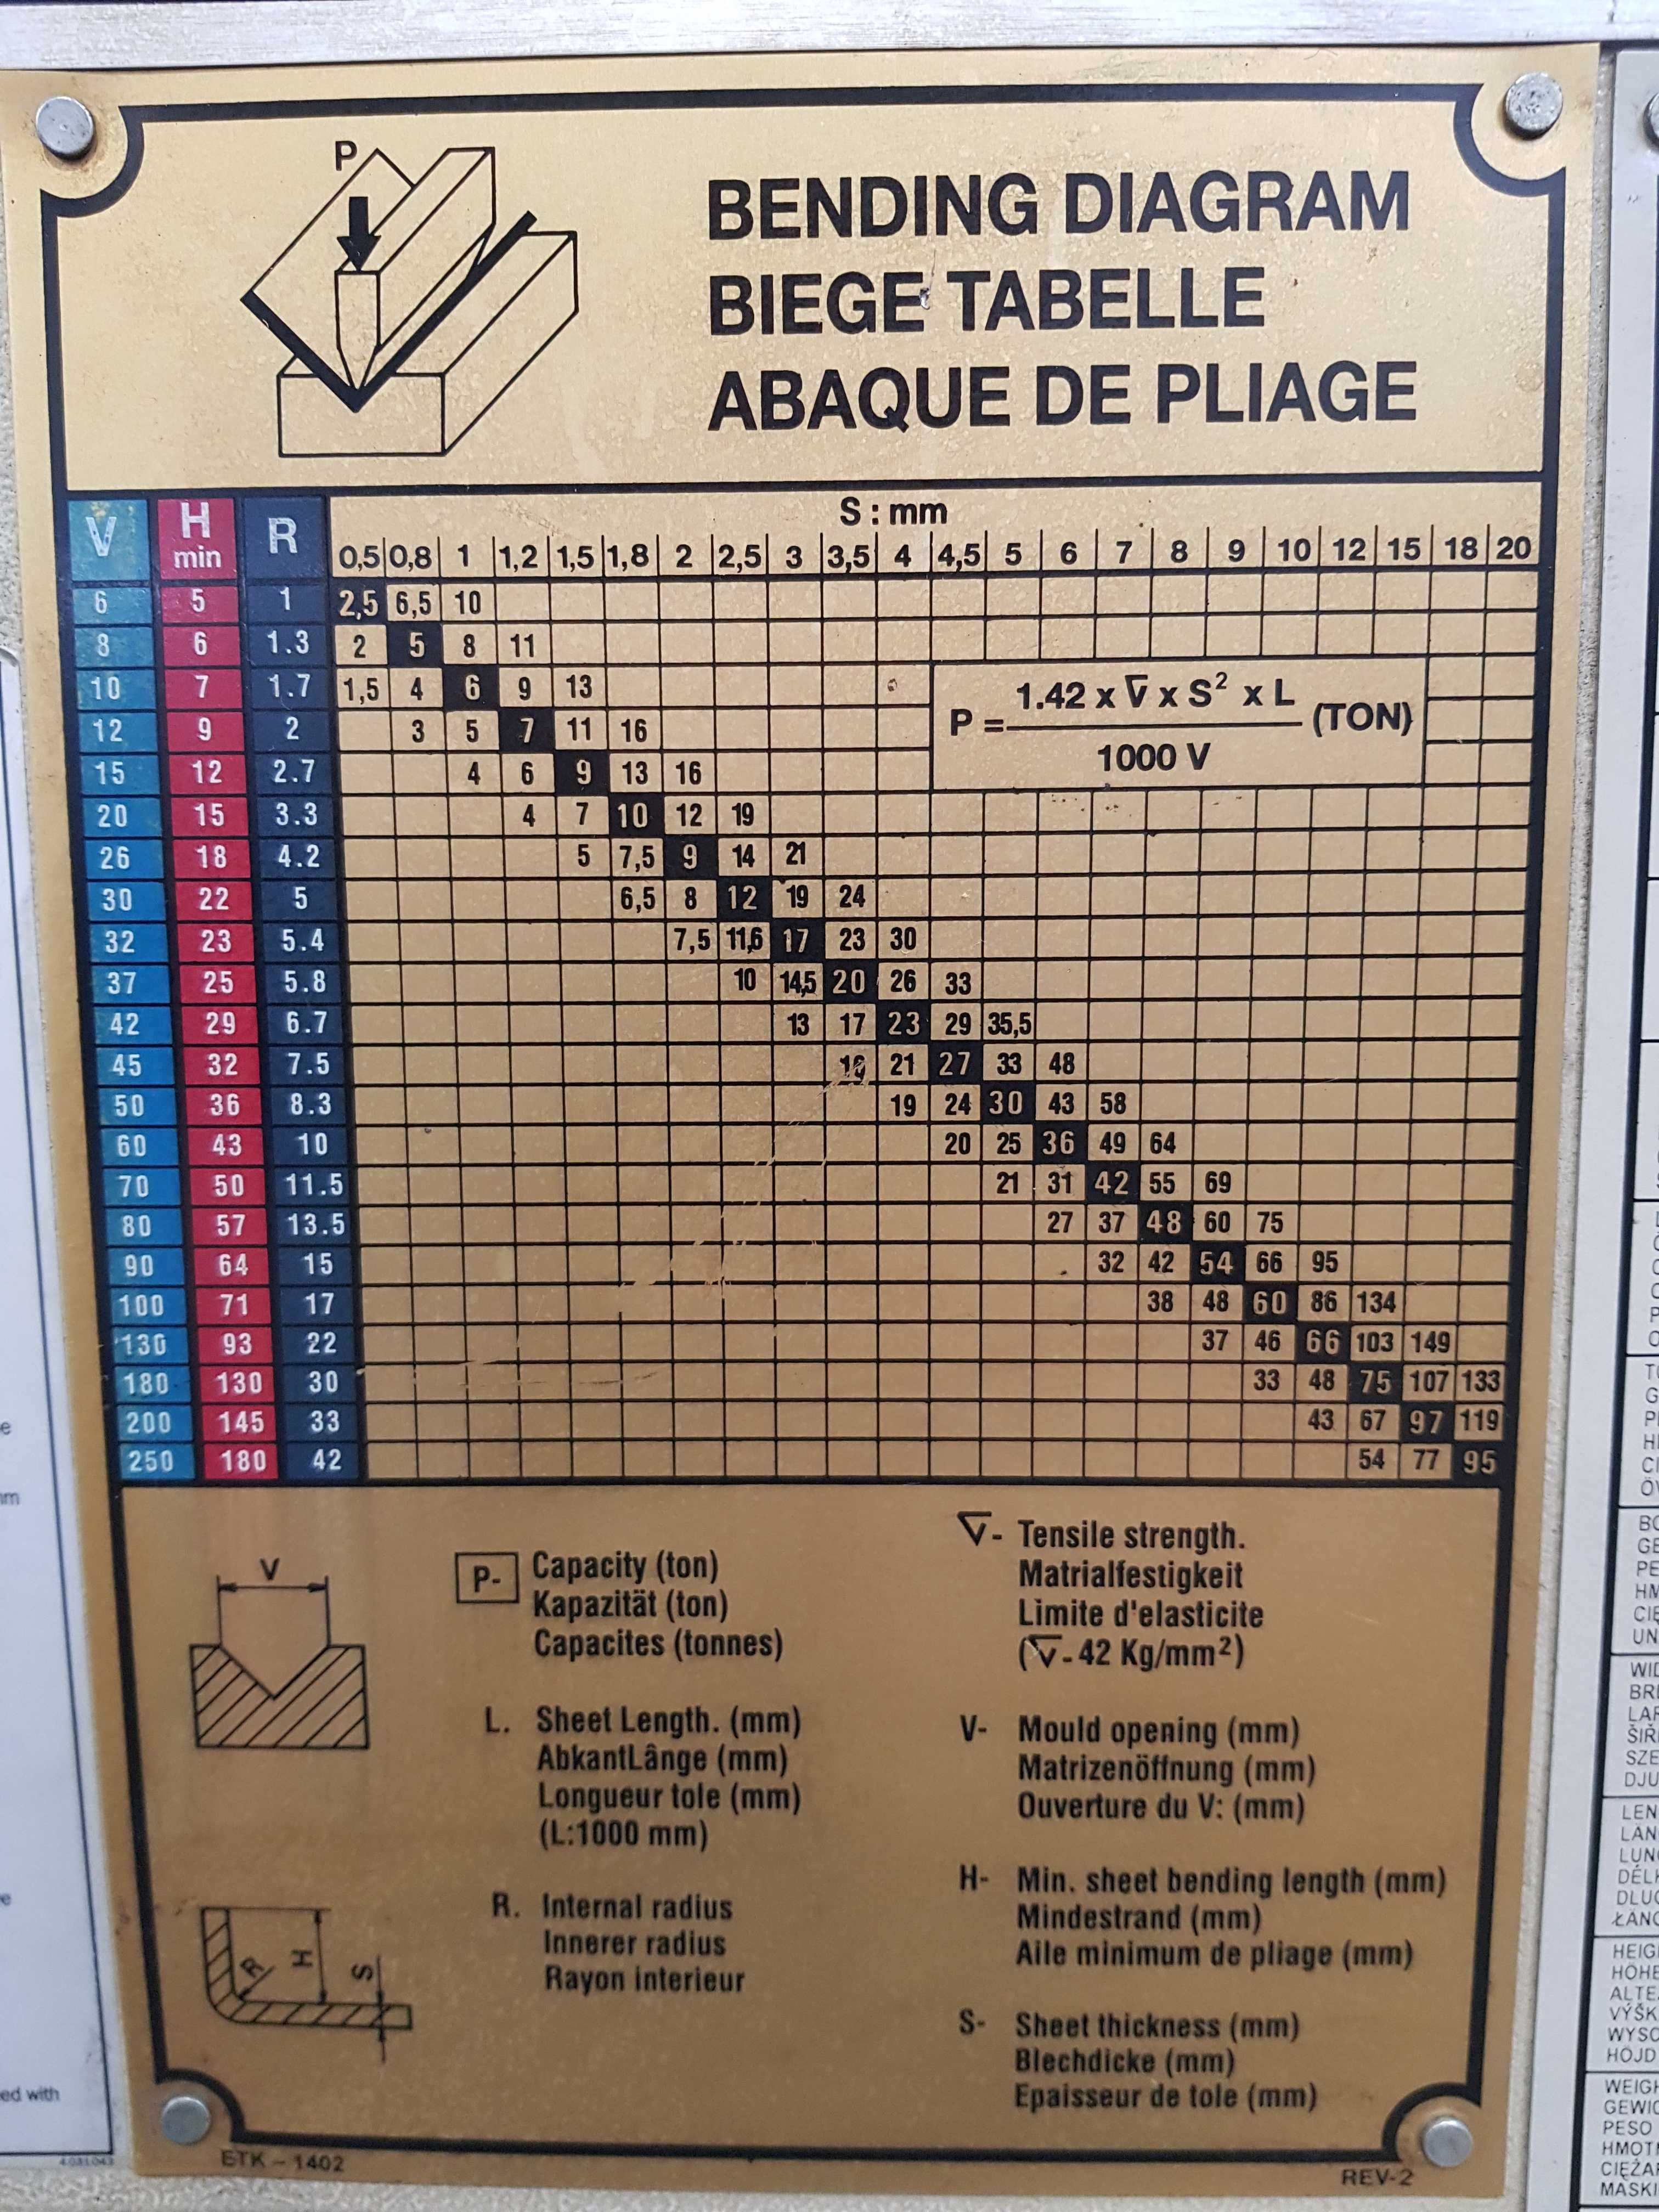 P
BENDING DIAGRAM
BIEGE TABELLE
ABAQUE DE PLIAGE
S : mm
V H min R 0,5 0,8 1 1,2 1,5 1,8 2 2,5 3 3,5 4 4,5 5 6 7 8 9 10 12 15 18 20
6 5 1 2,5 6,5 10
8 6 1.3 2 5 8 11
10 7 1.7 1,5 4 6 9 13
12 9 2 3 5 7 11 16
15 12 2.7 4 6 9 13 16
P = 1.42 x ⊽ x S² x L / 1000 V (TON)
20 15 3.3 4 7 10 12 19
26 18 4.2 5 7,5 9 14 21
30 22 5 6,5 8 12 19 24
32 23 5.4 7,5 11,6 17 23 30
37 25 5.8 10 14,5 20 26 33
42 29 6.7 13 17 23 29 35,5
45 32 7.5 16 21 27 33 48
50 36 8.3 19 24 30 43 58
60 43 10 20 25 36 49 64
70 50 11.5 21 31 42 55 69
80 57 13.5 27 37 48 60 75
90 64 15 32 42 54 66 95
100 71 17 38 48 60 86 134
130 93 22 37 46 66 103 149
180 130 30 33 48 75 107 133
200 145 33 43 67 97 119
250 180 42 54 77 95
V
P- Capacity (ton)
Kapazität (ton)
Capacites (tonnes)
L. Sheet Length. (mm)
AbkantLânge (mm)
Longueur tole (mm)
(L:1000 mm)
R H S
R. Internal radius
Innerer radius
Rayon interieur
⊽- Tensile strength.
Matrialfestigkeit
Limite d'elasticite
(⊽- 42 Kg/mm²)
V- Mould opening (mm)
Matrizenöffnung (mm)
Ouverture du V: (mm)
H- Min. sheet bending length (mm)
Mindestrand (mm)
Aile minimum de pliage (mm)
S- Sheet thickness (mm)
Blechdicke (mm)
Epaisseur de tole (mm)
ETK - 1402
REV-2
ed with
4.031.043